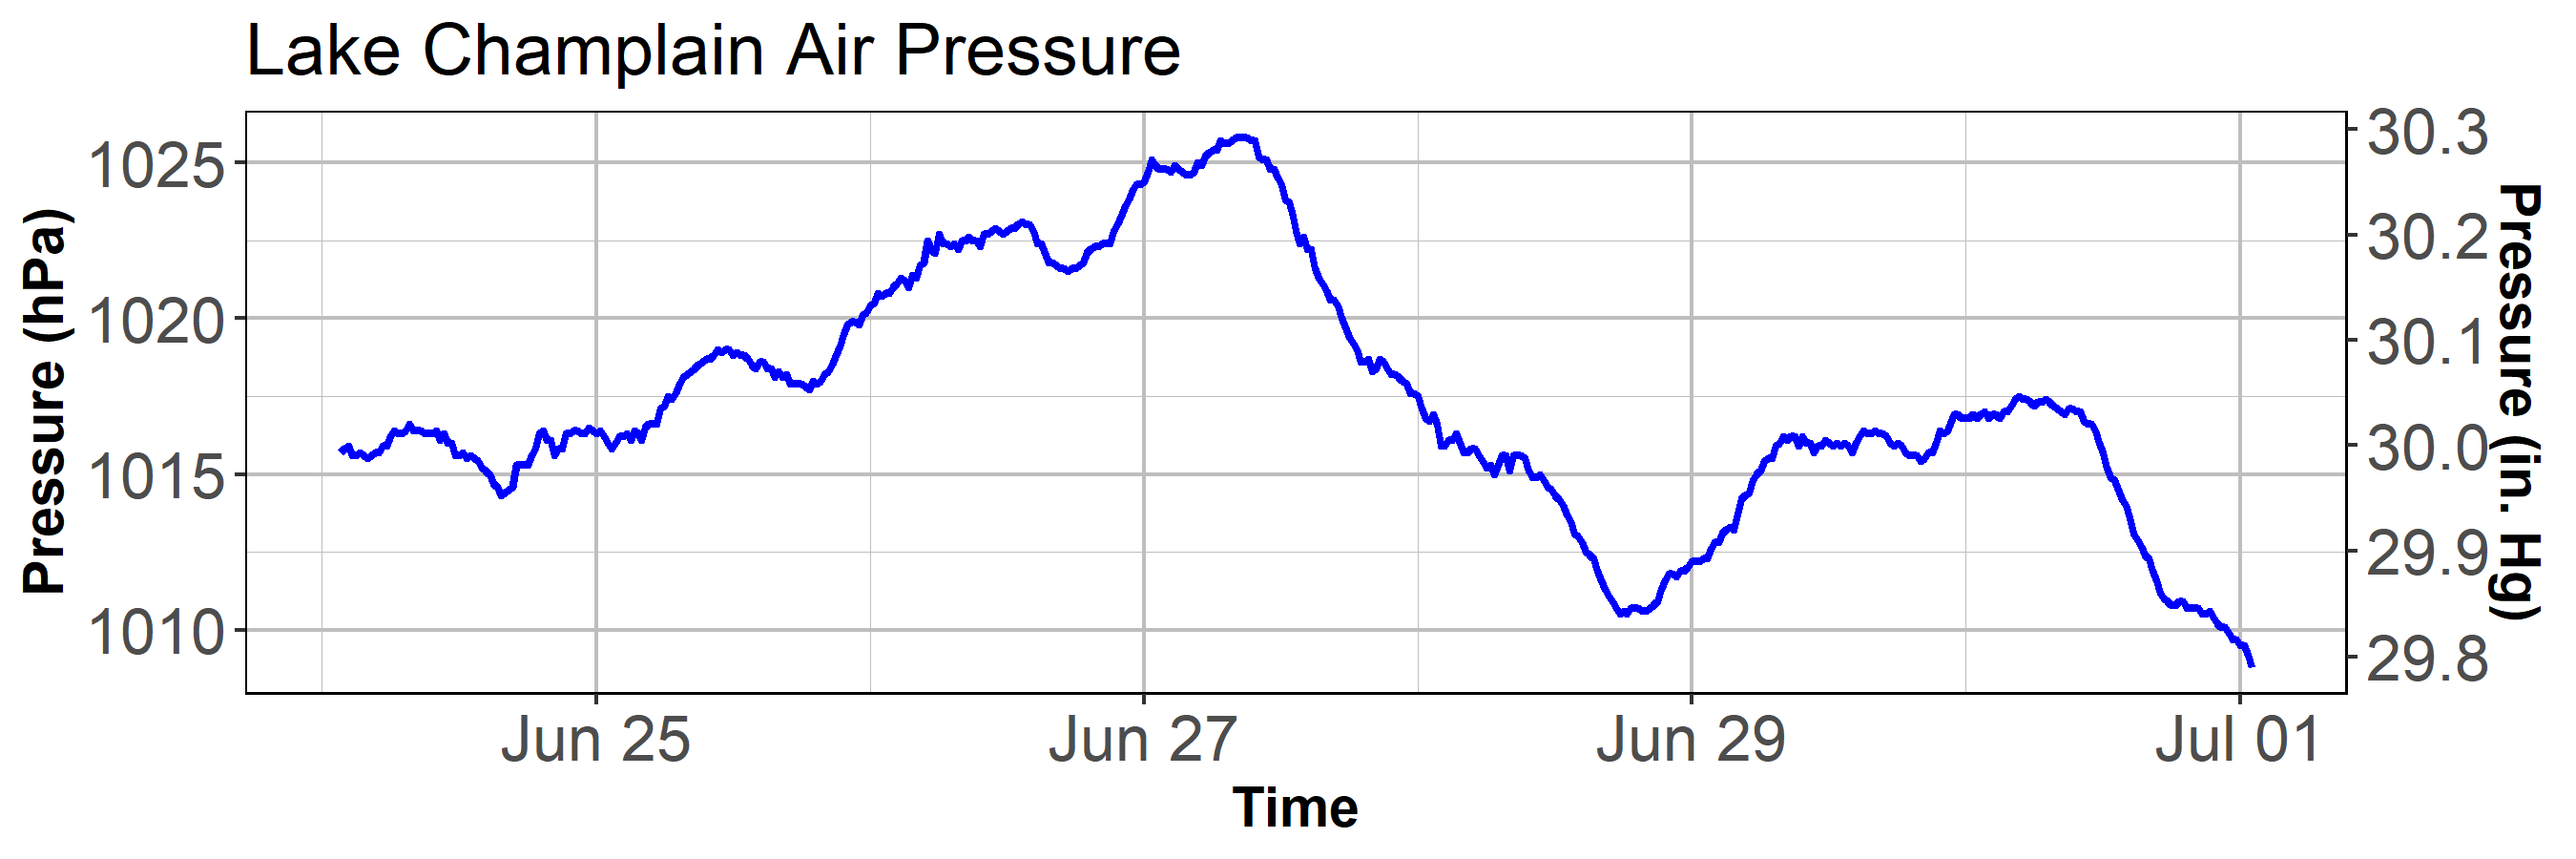 Lake Champlain Air Pressure
Pressure (hPa)
1025
1020
1015
1010
30.3
30.2
30.1
30.0
29.9
29.8
Pressure (in. Hg)
Jun 25
Jun 27
Jun 29
Jul 01
Time